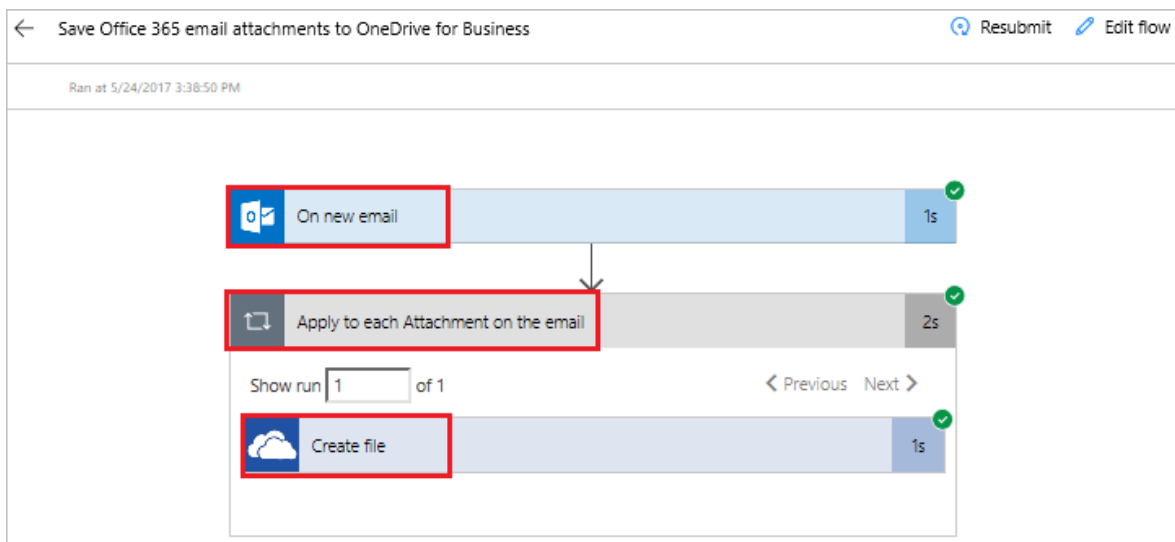 Save Office 365 email attachments to OneDrive for Business Resubmit Edit flow
Ran at 5/24/2017 3:38:50 PM
On new email 1s
Apply to each Attachment on the email 2s
Show run 1 of 1 Previous Next
Create file 1s